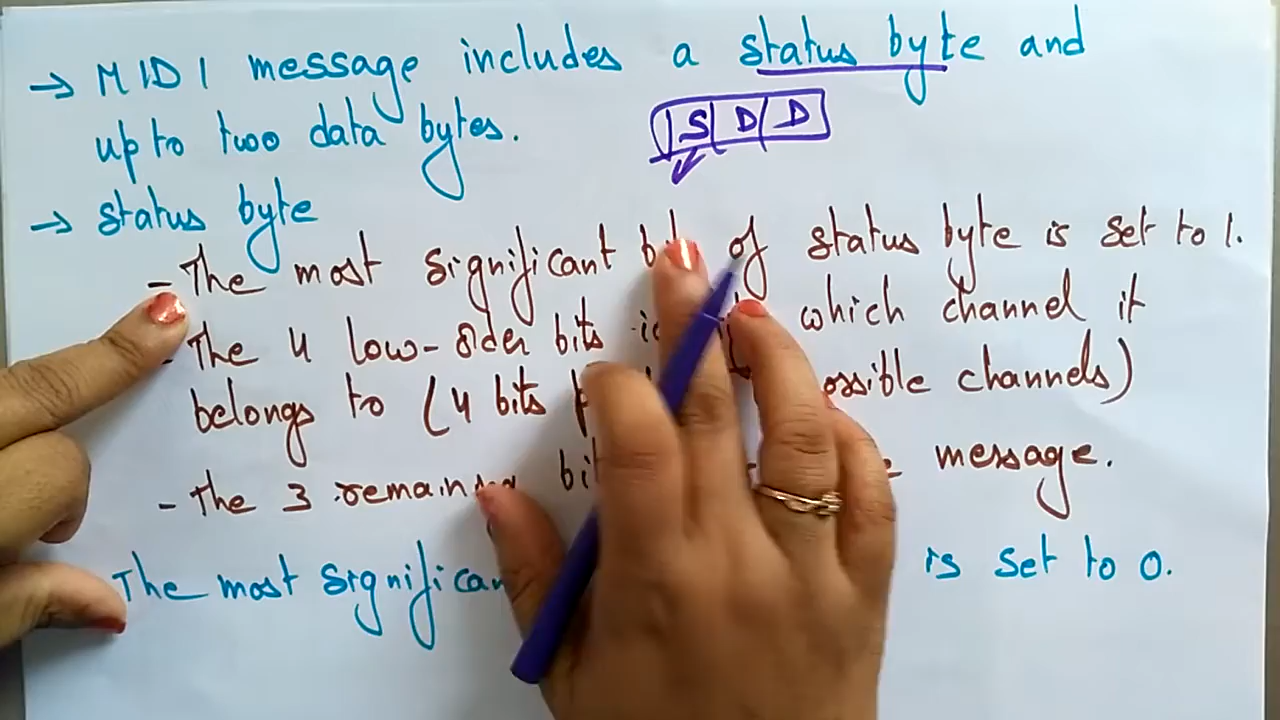 → MIDI message includes a status byte and
up to two data bytes.
S D D
→ status byte
- The most significant bit of status byte is set to 1.
- The 4 low-order bits which channel it
belongs to (4 bits possible channels)
- The 3 remaining message.
The most significan is set to 0.